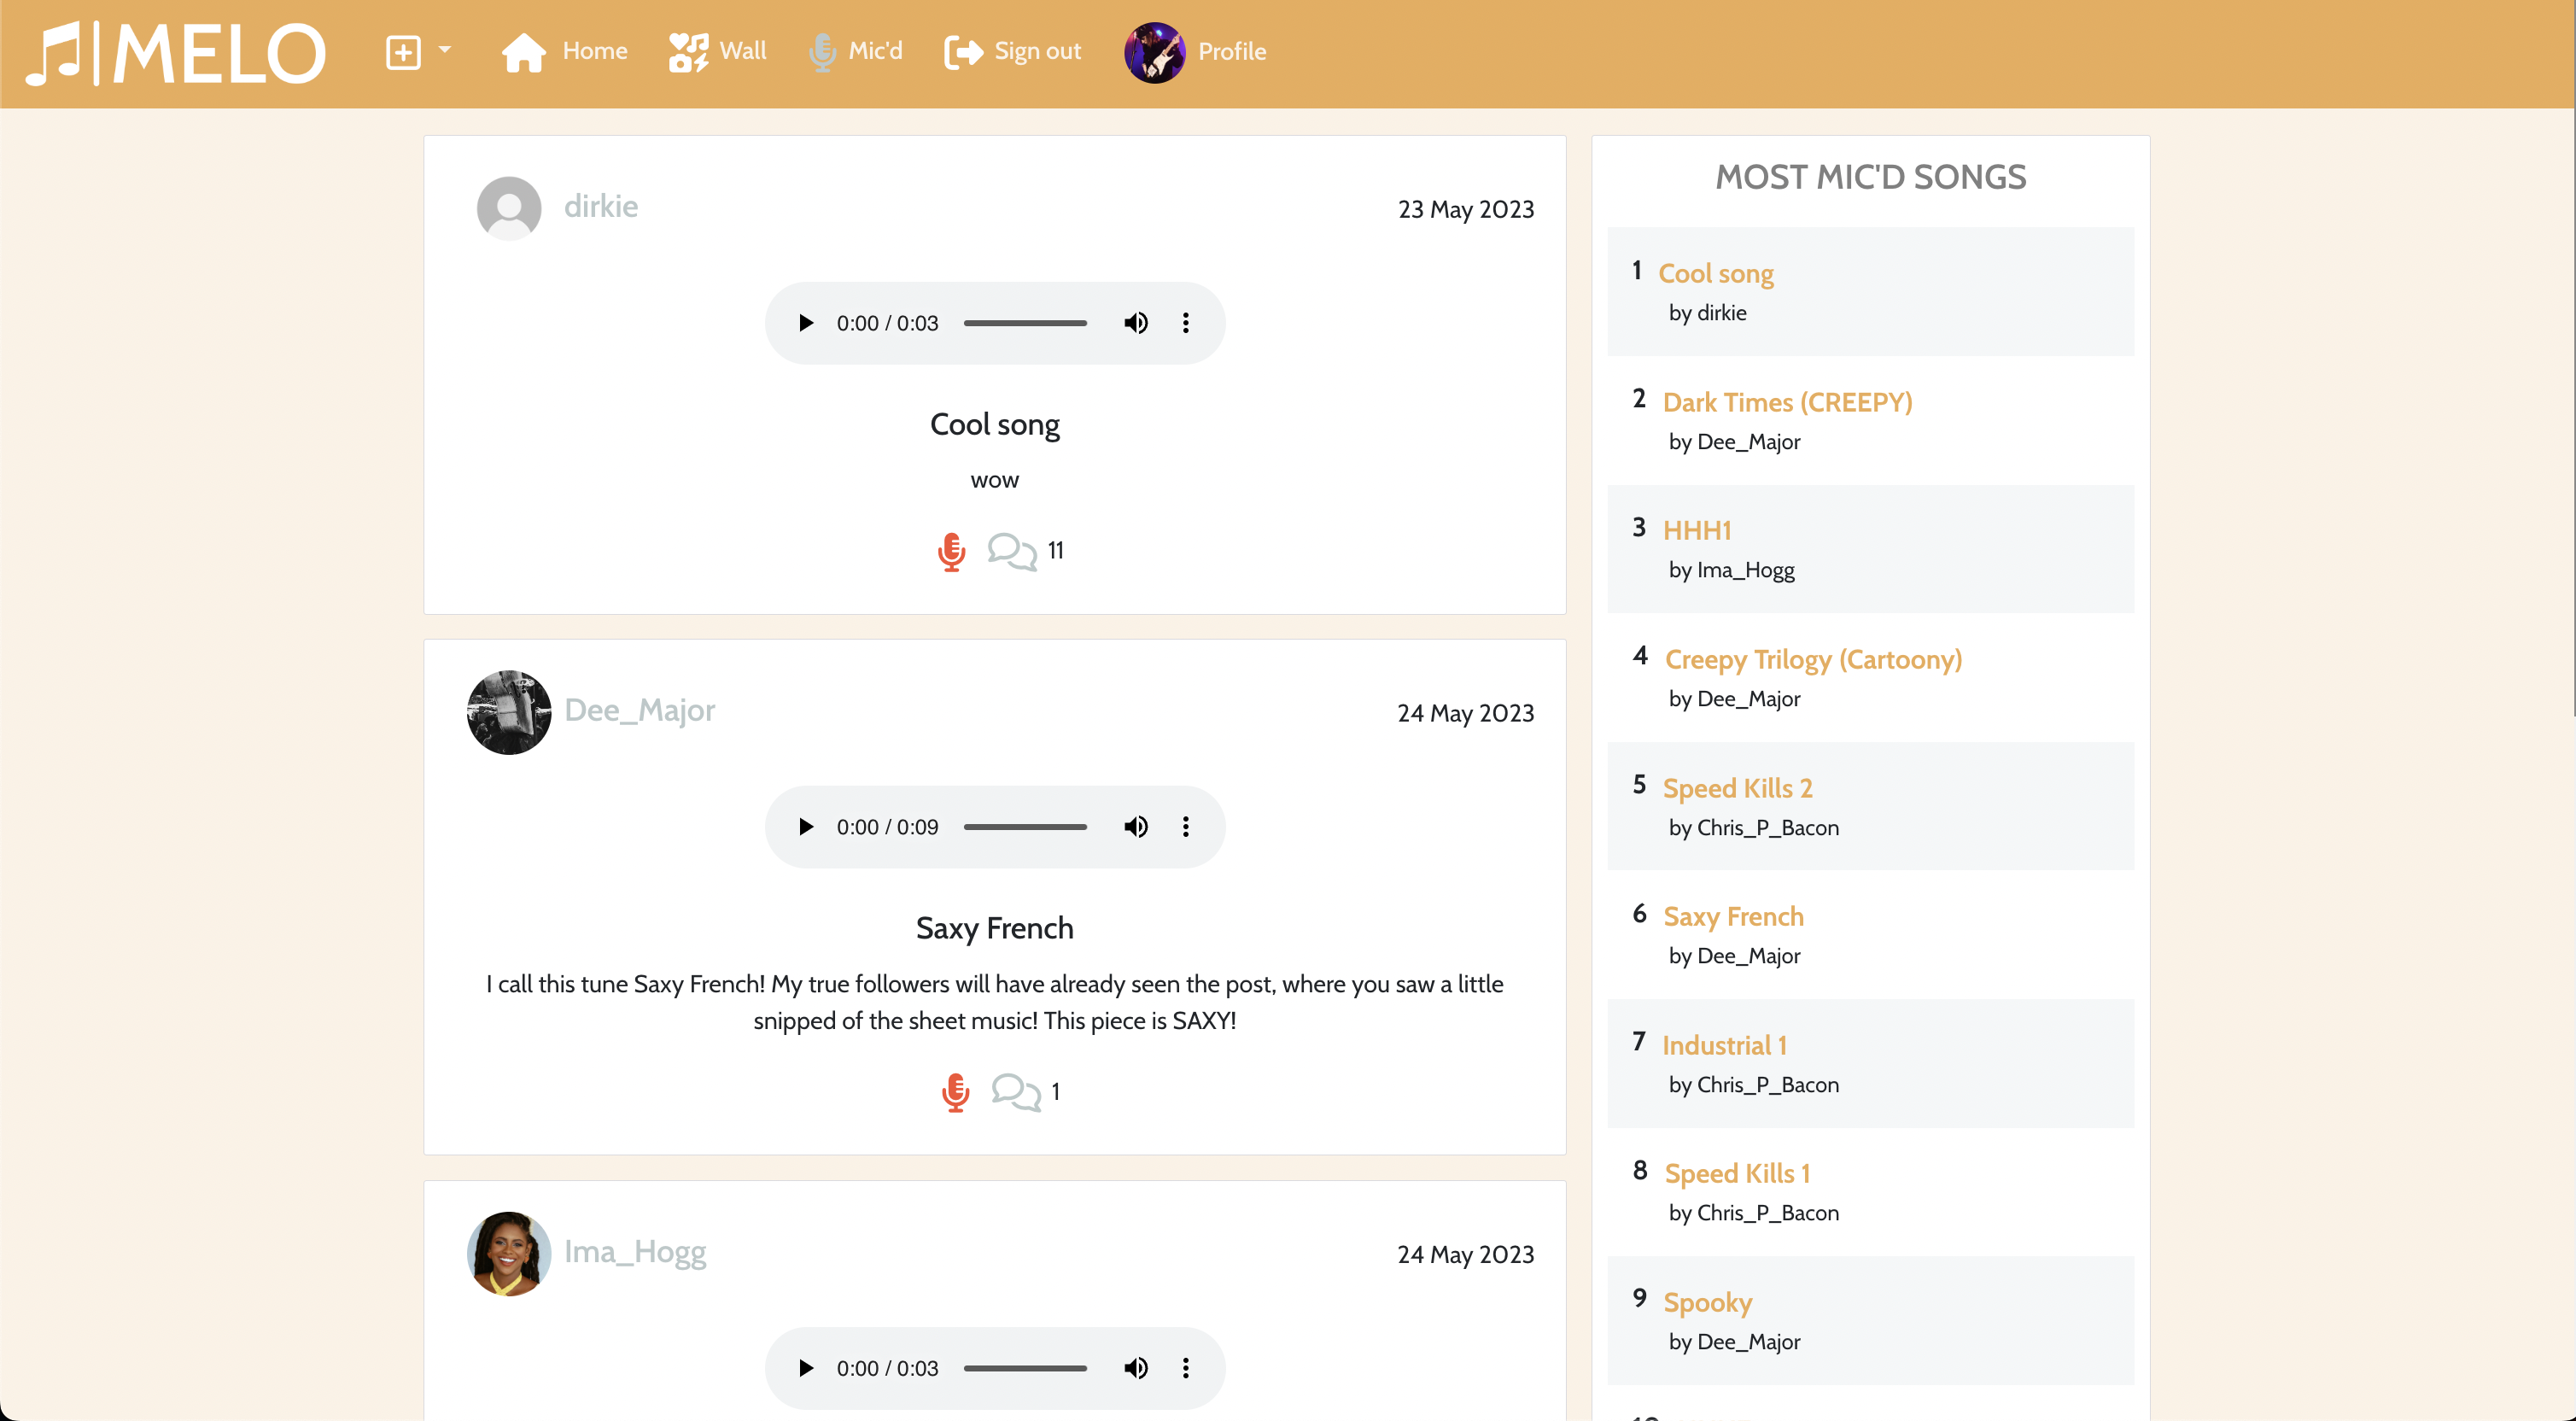 MELO
Home
Wall
Mic'd
Sign out
Profile
dirkie
23 May 2023
0:00 / 0:03
Cool song
wow
11
Dee_Major
24 May 2023
0:00 / 0:09
Saxy French
I call this tune Saxy French! My true followers will have already seen the post, where you saw a little
snipped of the sheet music! This piece is SAXY!
1
Ima_Hogg
24 May 2023
0:00 / 0:03
MOST MIC'D SONGS
1 Cool song
by dirkie
2 Dark Times (CREEPY)
by Dee_Major
3 HHH1
by Ima_Hogg
4 Creepy Trilogy (Cartoony)
by Dee_Major
5 Speed Kills 2
by Chris_P_Bacon
6 Saxy French
by Dee_Major
7 Industrial 1
by Chris_P_Bacon
8 Speed Kills 1
by Chris_P_Bacon
9 Spooky
by Dee_Major